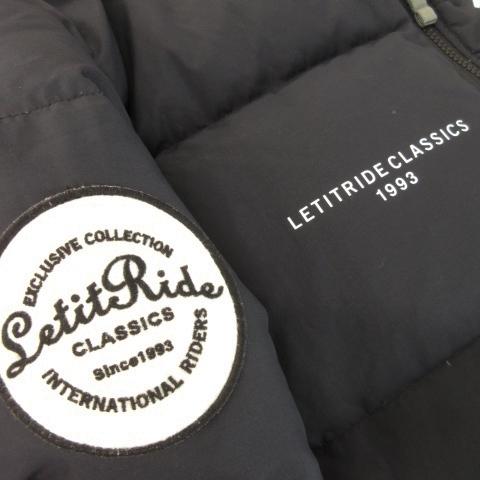 LETITRIDE CLASSICS
1993
EXCLUSIVE COLLECTION
LetitRide
CLASSICS
Since1993
INTERNATIONAL RIDERS